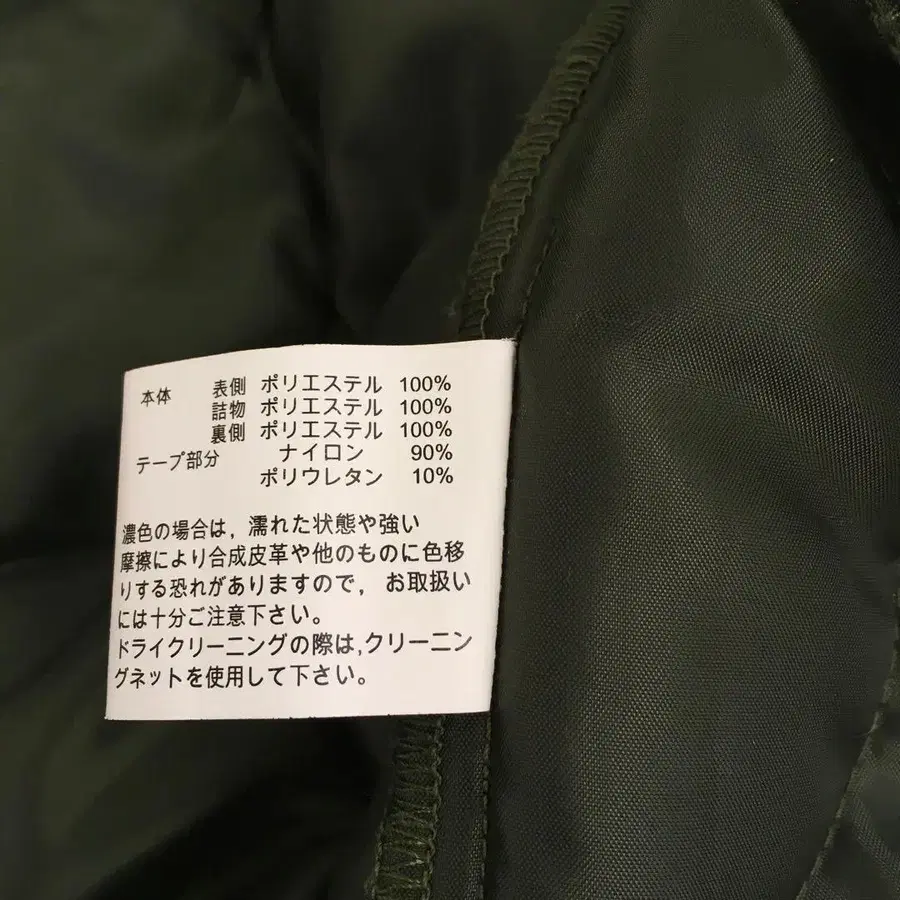 本体 表側 ポリエステル 100%
詰物 ポリエステル 100%
裏側 ポリエステル 100%
テープ部分 ナイロン 90%
ポリウレタン 10%
濃色の場合は，濡れた状態や強い
摩擦により合成皮革や他のものに色移
りする恐れがありますので， お取扱い
には十分ご注意下さい。
ドライクリーニングの際は,クリーニン
グネットを使用して下さい。